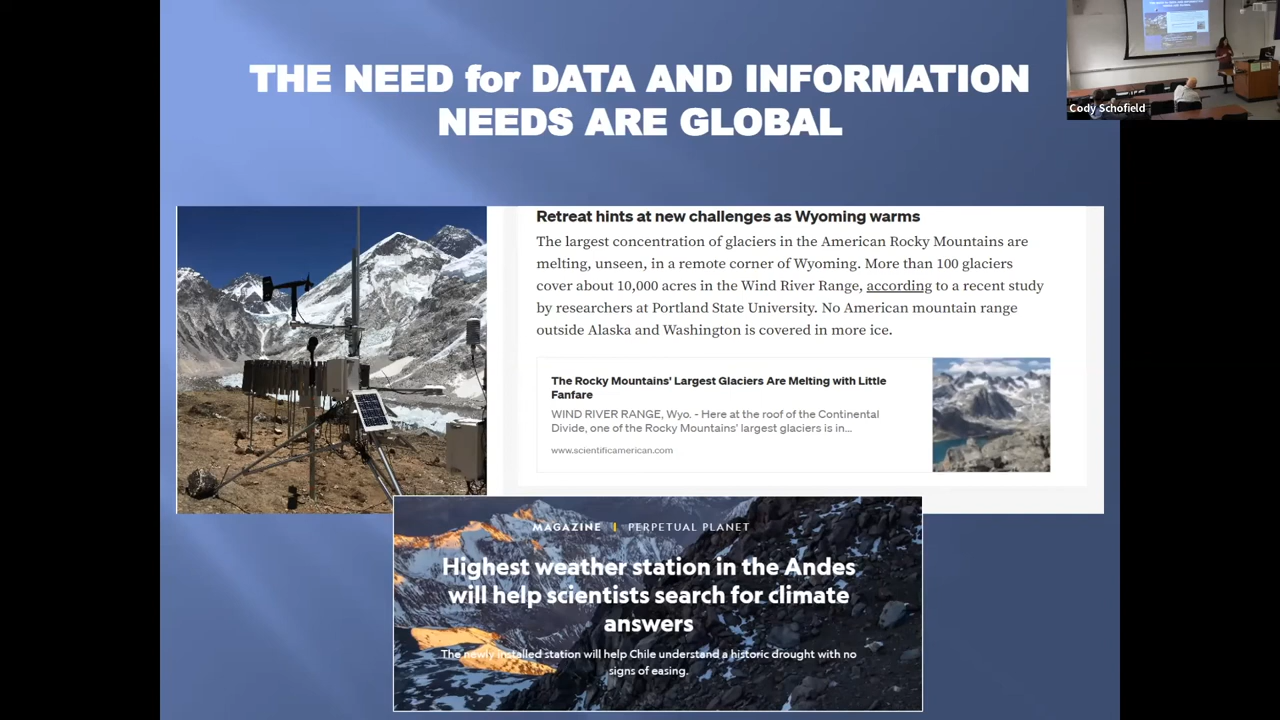 THE NEED for DATA AND INFORMATION
NEEDS ARE GLOBAL
Cody Schofield
Retreat hints at new challenges as Wyoming warms
The largest concentration of glaciers in the American Rocky Mountains are
melting, unseen, in a remote corner of Wyoming. More than 100 glaciers
cover about 10,000 acres in the Wind River Range, according to a recent study
by researchers at Portland State University. No American mountain range
outside Alaska and Washington is covered in more ice.
The Rocky Mountains' Largest Glaciers Are Melting with Little
Fanfare
WIND RIVER RANGE, Wyo. - Here at the roof of the Continental
Divide, one of the Rocky Mountains' largest glaciers is in...
www.scientificamerican.com
MAGAZINE | PERPETUAL PLANET
Highest weather station in the Andes
will help scientists search for climate
answers
The newly installed station will help Chile understand a historic drought with no
signs of easing.